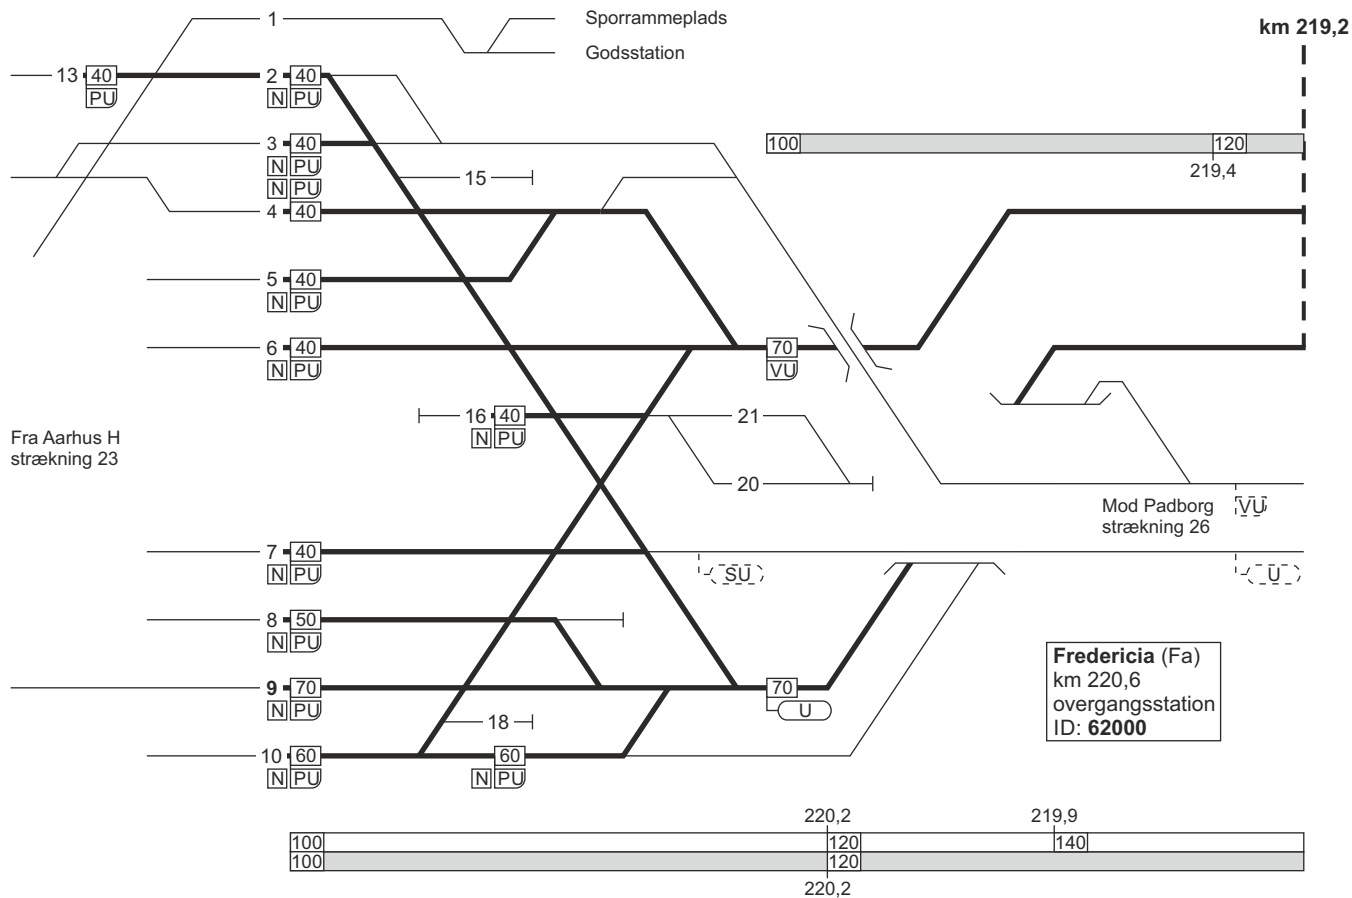 1
Sporrammeplads
Godsstation
km 219,2
13 40
PU
2 40
N PU
3 40
N PU
N PU
4 40
15
100
120
219,4
5 40
N PU
6 40
N PU
70
VU
16 40
N PU
21
20
Fra Aarhus H
strækning 23
Mod Padborg
strækning 26
VU
7 40
N PU
SU
U
8 50
N PU
9 70
N PU
70
U
18
10 60
N PU
60
N PU
Fredericia (Fa)
km 220,6
overgangsstation
ID: 62000
220,2
219,9
100
120
140
100
120
220,2